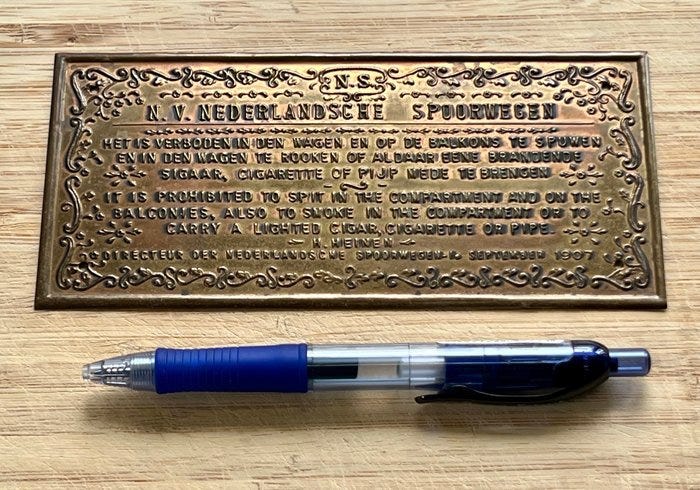 N.S.
N.V. NEDERLANDSCHE SPOORWEGEN
HET IS VERBODEN IN DEN WAGEN EN OP DE BALKONS TE SPUWEN
EN IN DEN WAGEN TE ROOKEN OF ALDAAR EENE BRANDENDE
SIGAAR, CIGARETTE OF PIJP MEDE TE BRENGEN
IT IS PROHIBITED TO SPIT IN THE COMPARTMENT AND ON THE
BALCONIES, ALSO TO SMOKE IN THE COMPARTMENT OR TO
CARRY A LIGHTED CIGAR, CIGARETTE OR PIPE.
— H. HEINEN —
DIRECTEUR DER NEDERLANDSCHE SPOORWEGEN- SEPTEMBER 1907